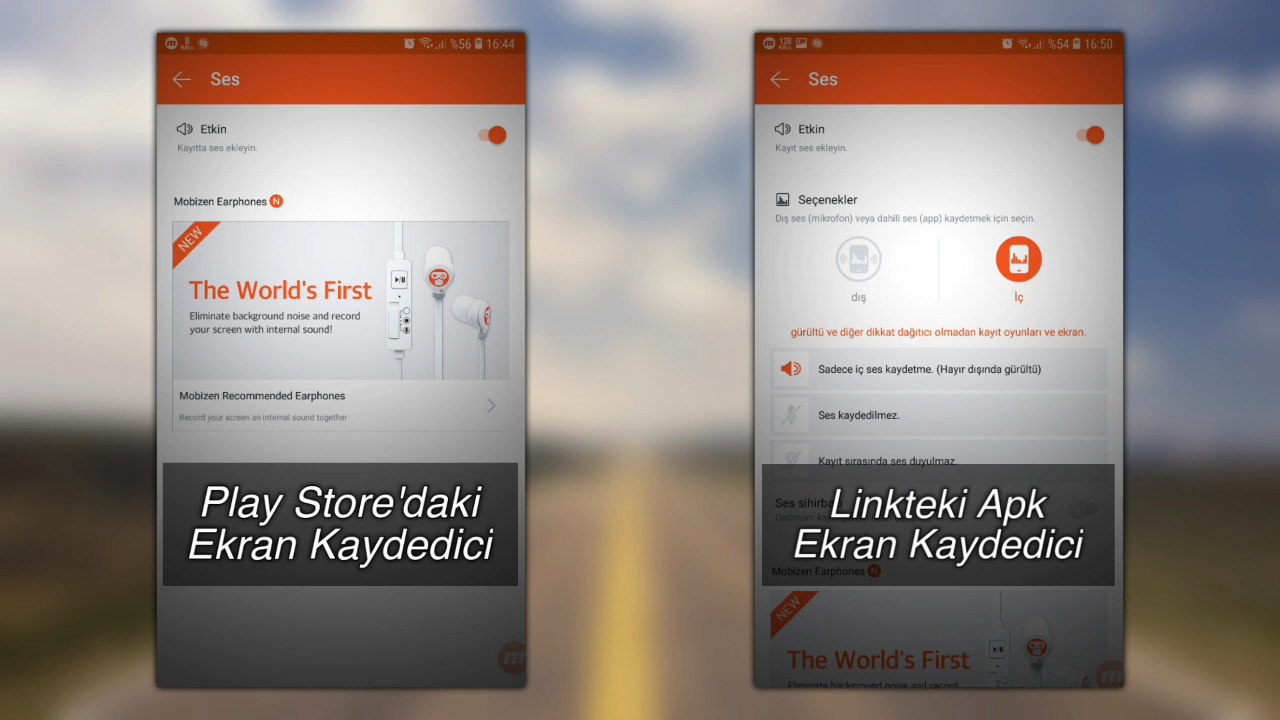 8
KB/s
%56
16:44
Ses
Etkin
Kayıtta ses ekleyin.
Mobizen Earphones N
NEW
The World's First
Eliminate background noise and record
your screen with internal sound!
Mobizen Recommended Earphones
Record your screen an internal sound together
Play Store'daki
Ekran Kaydedici
128
KB/s
%54
16:50
Ses
Etkin
Kayıt ses ekleyin.
Seçenekler
Dış ses (mikrofon) veya dahili ses (app) kaydetmek için seçin.
dış
İç
gürültü ve diğer dikkat dağıtıcı olmadan kayıt oyunları ve ekran.
Sadece iç ses kaydetme. (Hayır dışında gürültü)
Ses kaydedilmez.
Kayıt sırasında ses duyulmaz.
Ses sihirbazı
Linkteki Apk
Ekran Kaydedici
Mobizen Earphones N
NEW
The World's First
Eliminate background noise and record